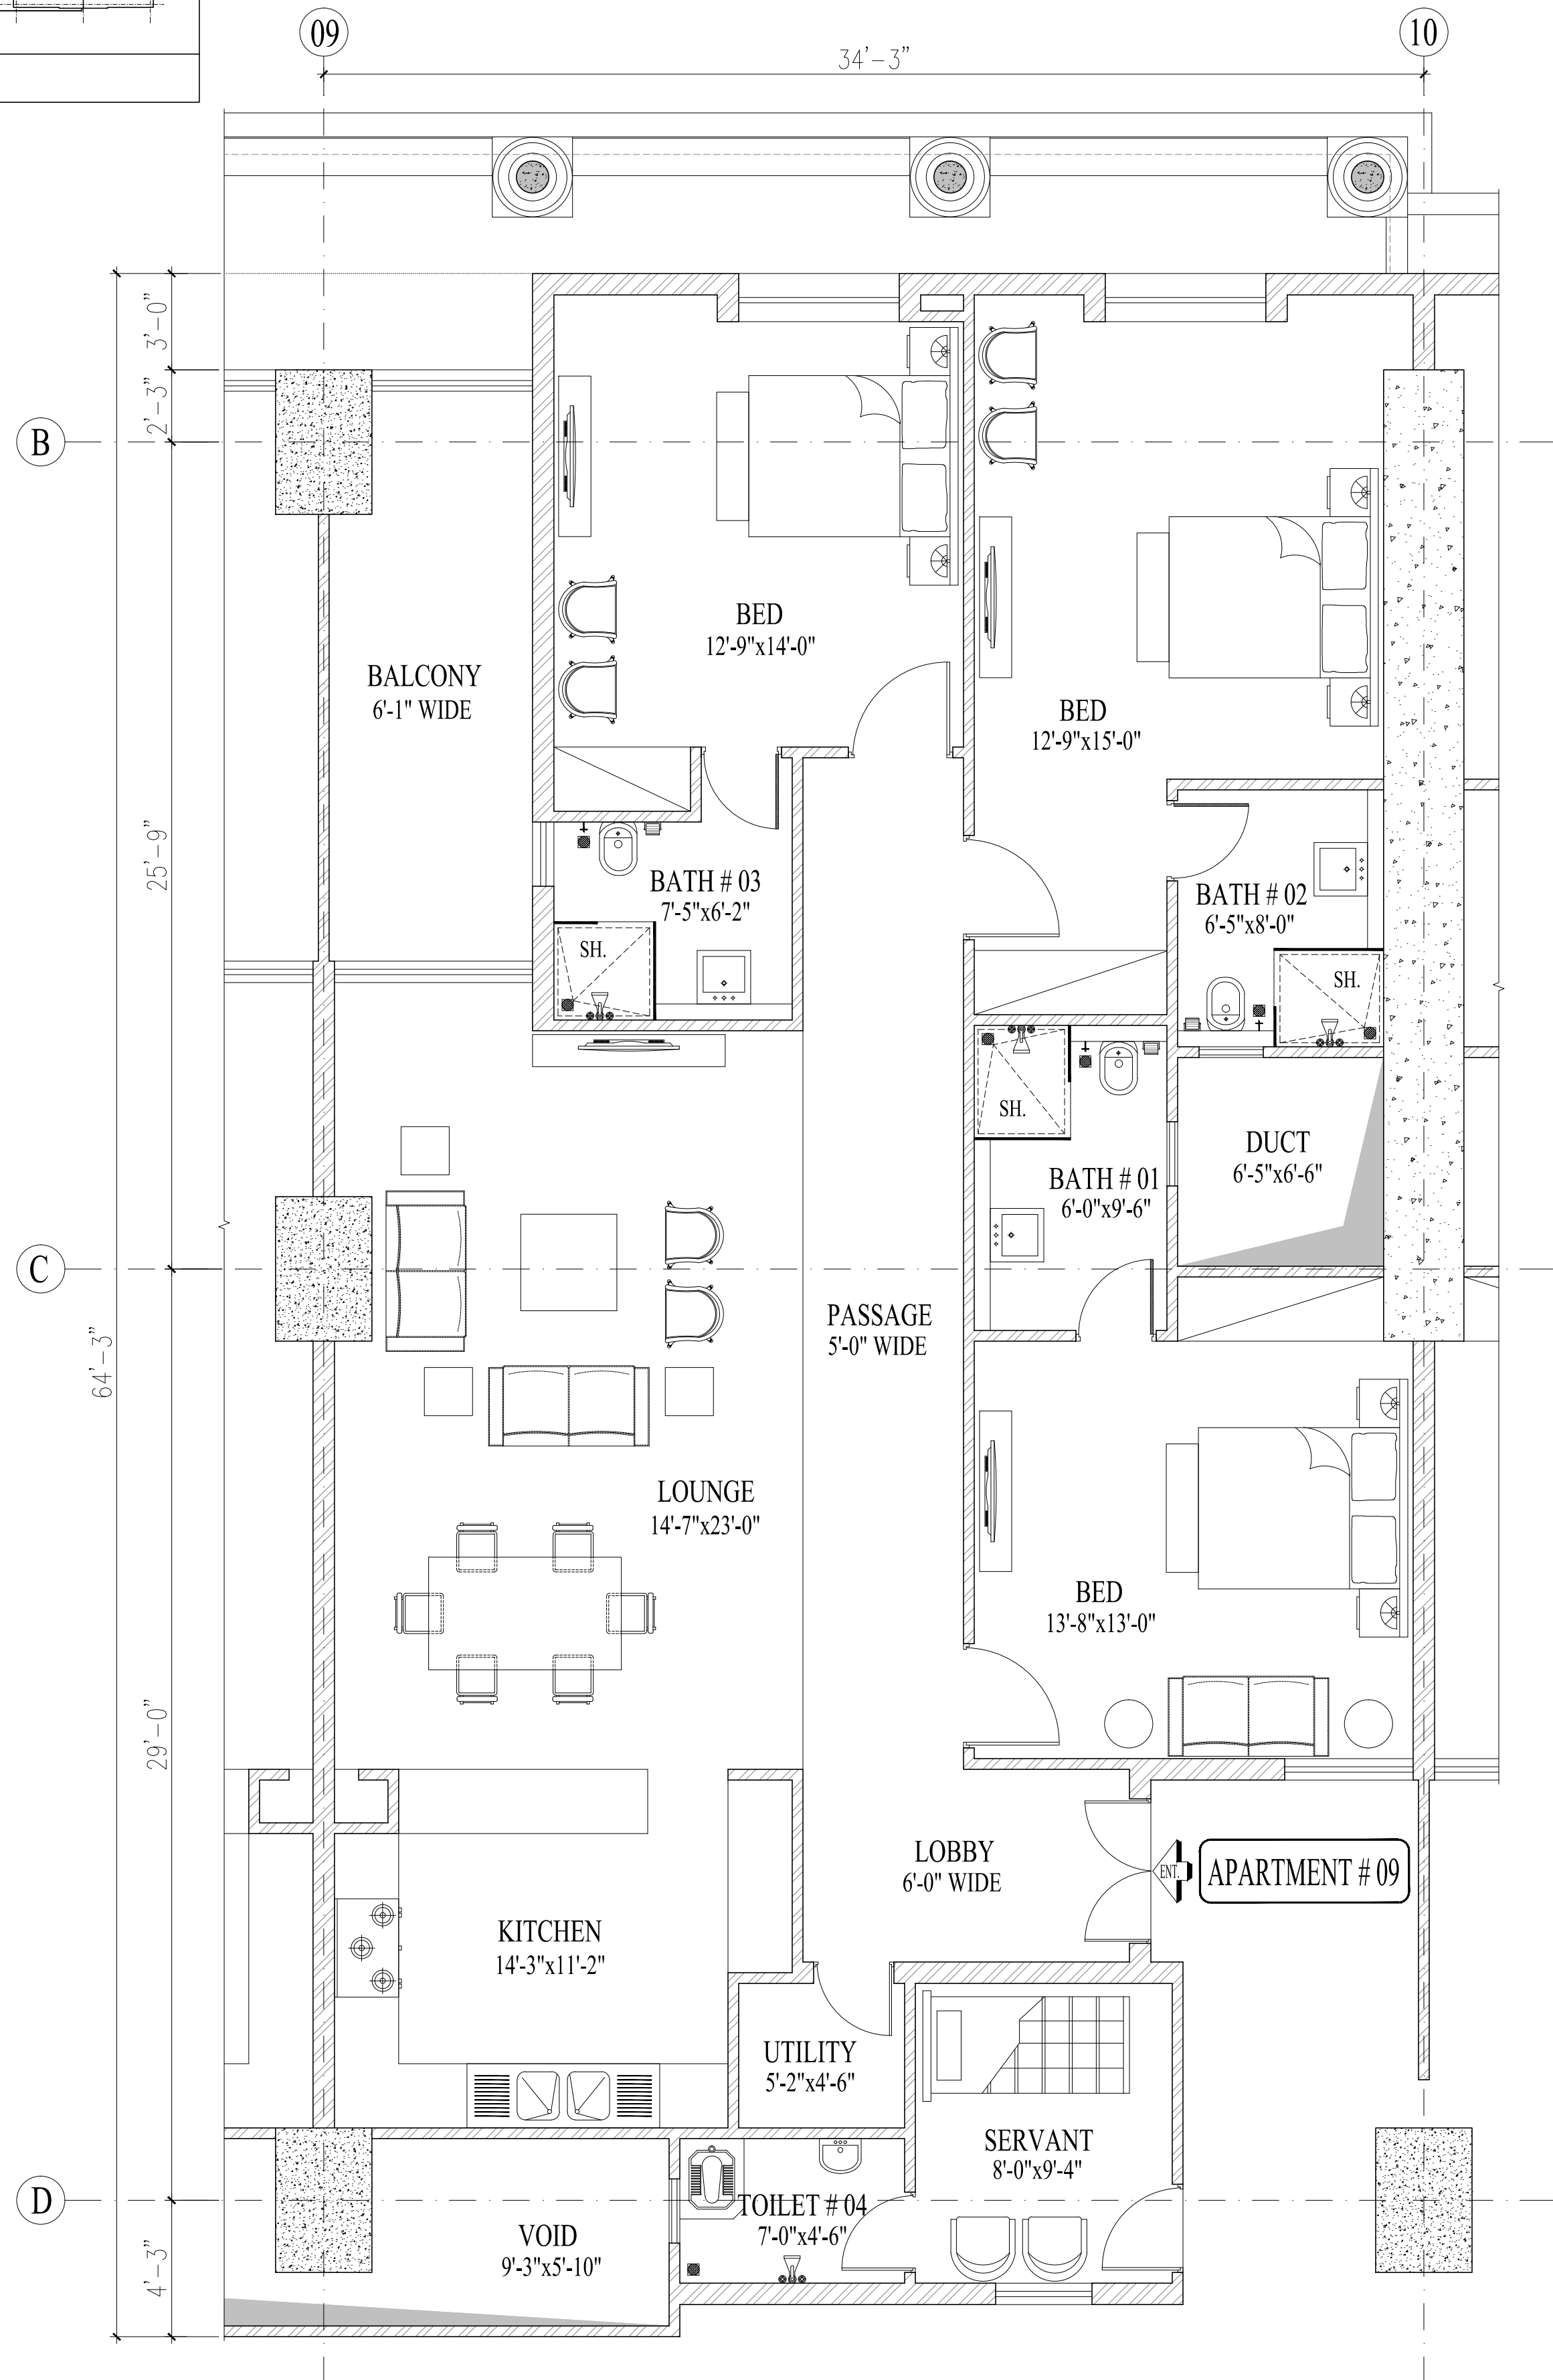 09
10
34'-3"
3'-0"
2'-3"
B
BED
12'-9"x14'-0"
BALCONY
6'-1" WIDE
BED
12'-9"x15'-0"
25'-9"
BATH # 03
7'-5"x6'-2"
BATH # 02
6'-5"x8'-0"
SH.
SH.
SH.
DUCT
6'-5"x6'-6"
BATH # 01
6'-0"x9'-6"
C
PASSAGE
5'-0" WIDE
64'-3"
LOUNGE
14'-7"x23'-0"
BED
13'-8"x13'-0"
29'-0"
LOBBY
6'-0" WIDE
ENT.
APARTMENT # 09
KITCHEN
14'-3"x11'-2"
UTILITY
5'-2"x4'-6"
SERVANT
8'-0"x9'-4"
D
TOILET # 04
7'-0"x4'-6"
VOID
9'-3"x5'-10"
4'-3"